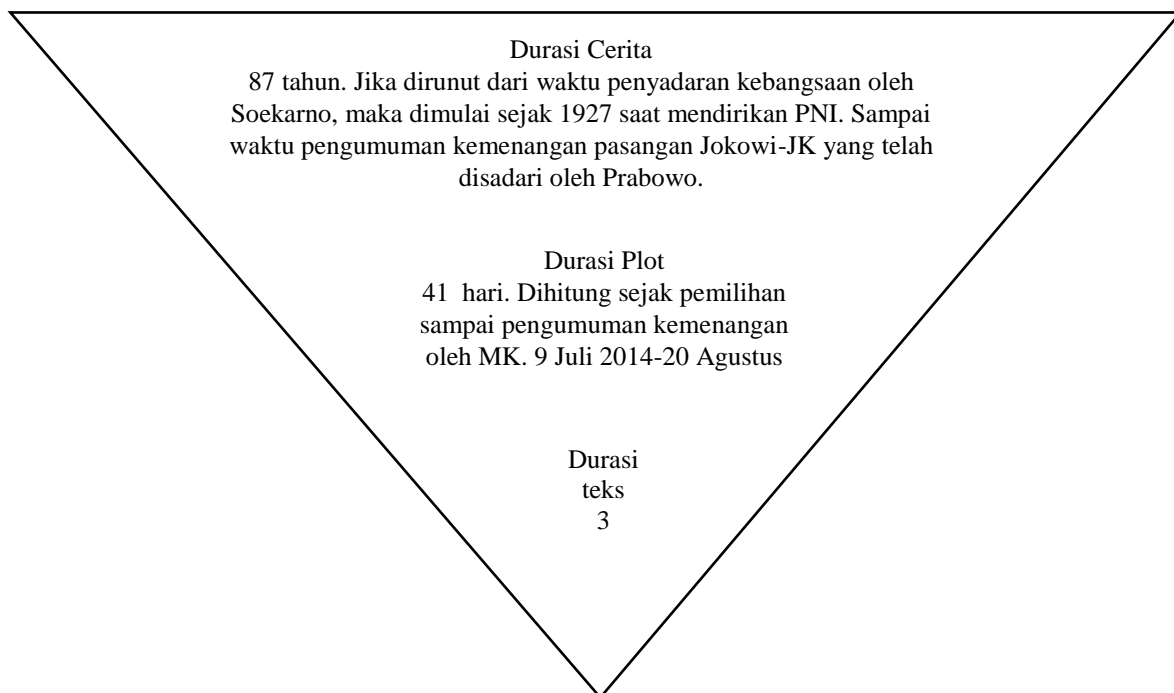 Durasi Cerita
87 tahun. Jika dirunut dari waktu penyadaran kebangsaan oleh
Soekarno, maka dimulai sejak 1927 saat mendirikan PNI. Sampai
waktu pengumuman kemenangan pasangan Jokowi-JK yang telah
disadari oleh Prabowo.
Durasi Plot
41 hari. Dihitung sejak pemilihan
sampai pengumuman kemenangan
oleh MK. 9 Juli 2014-20 Agustus
Durasi
teks
3